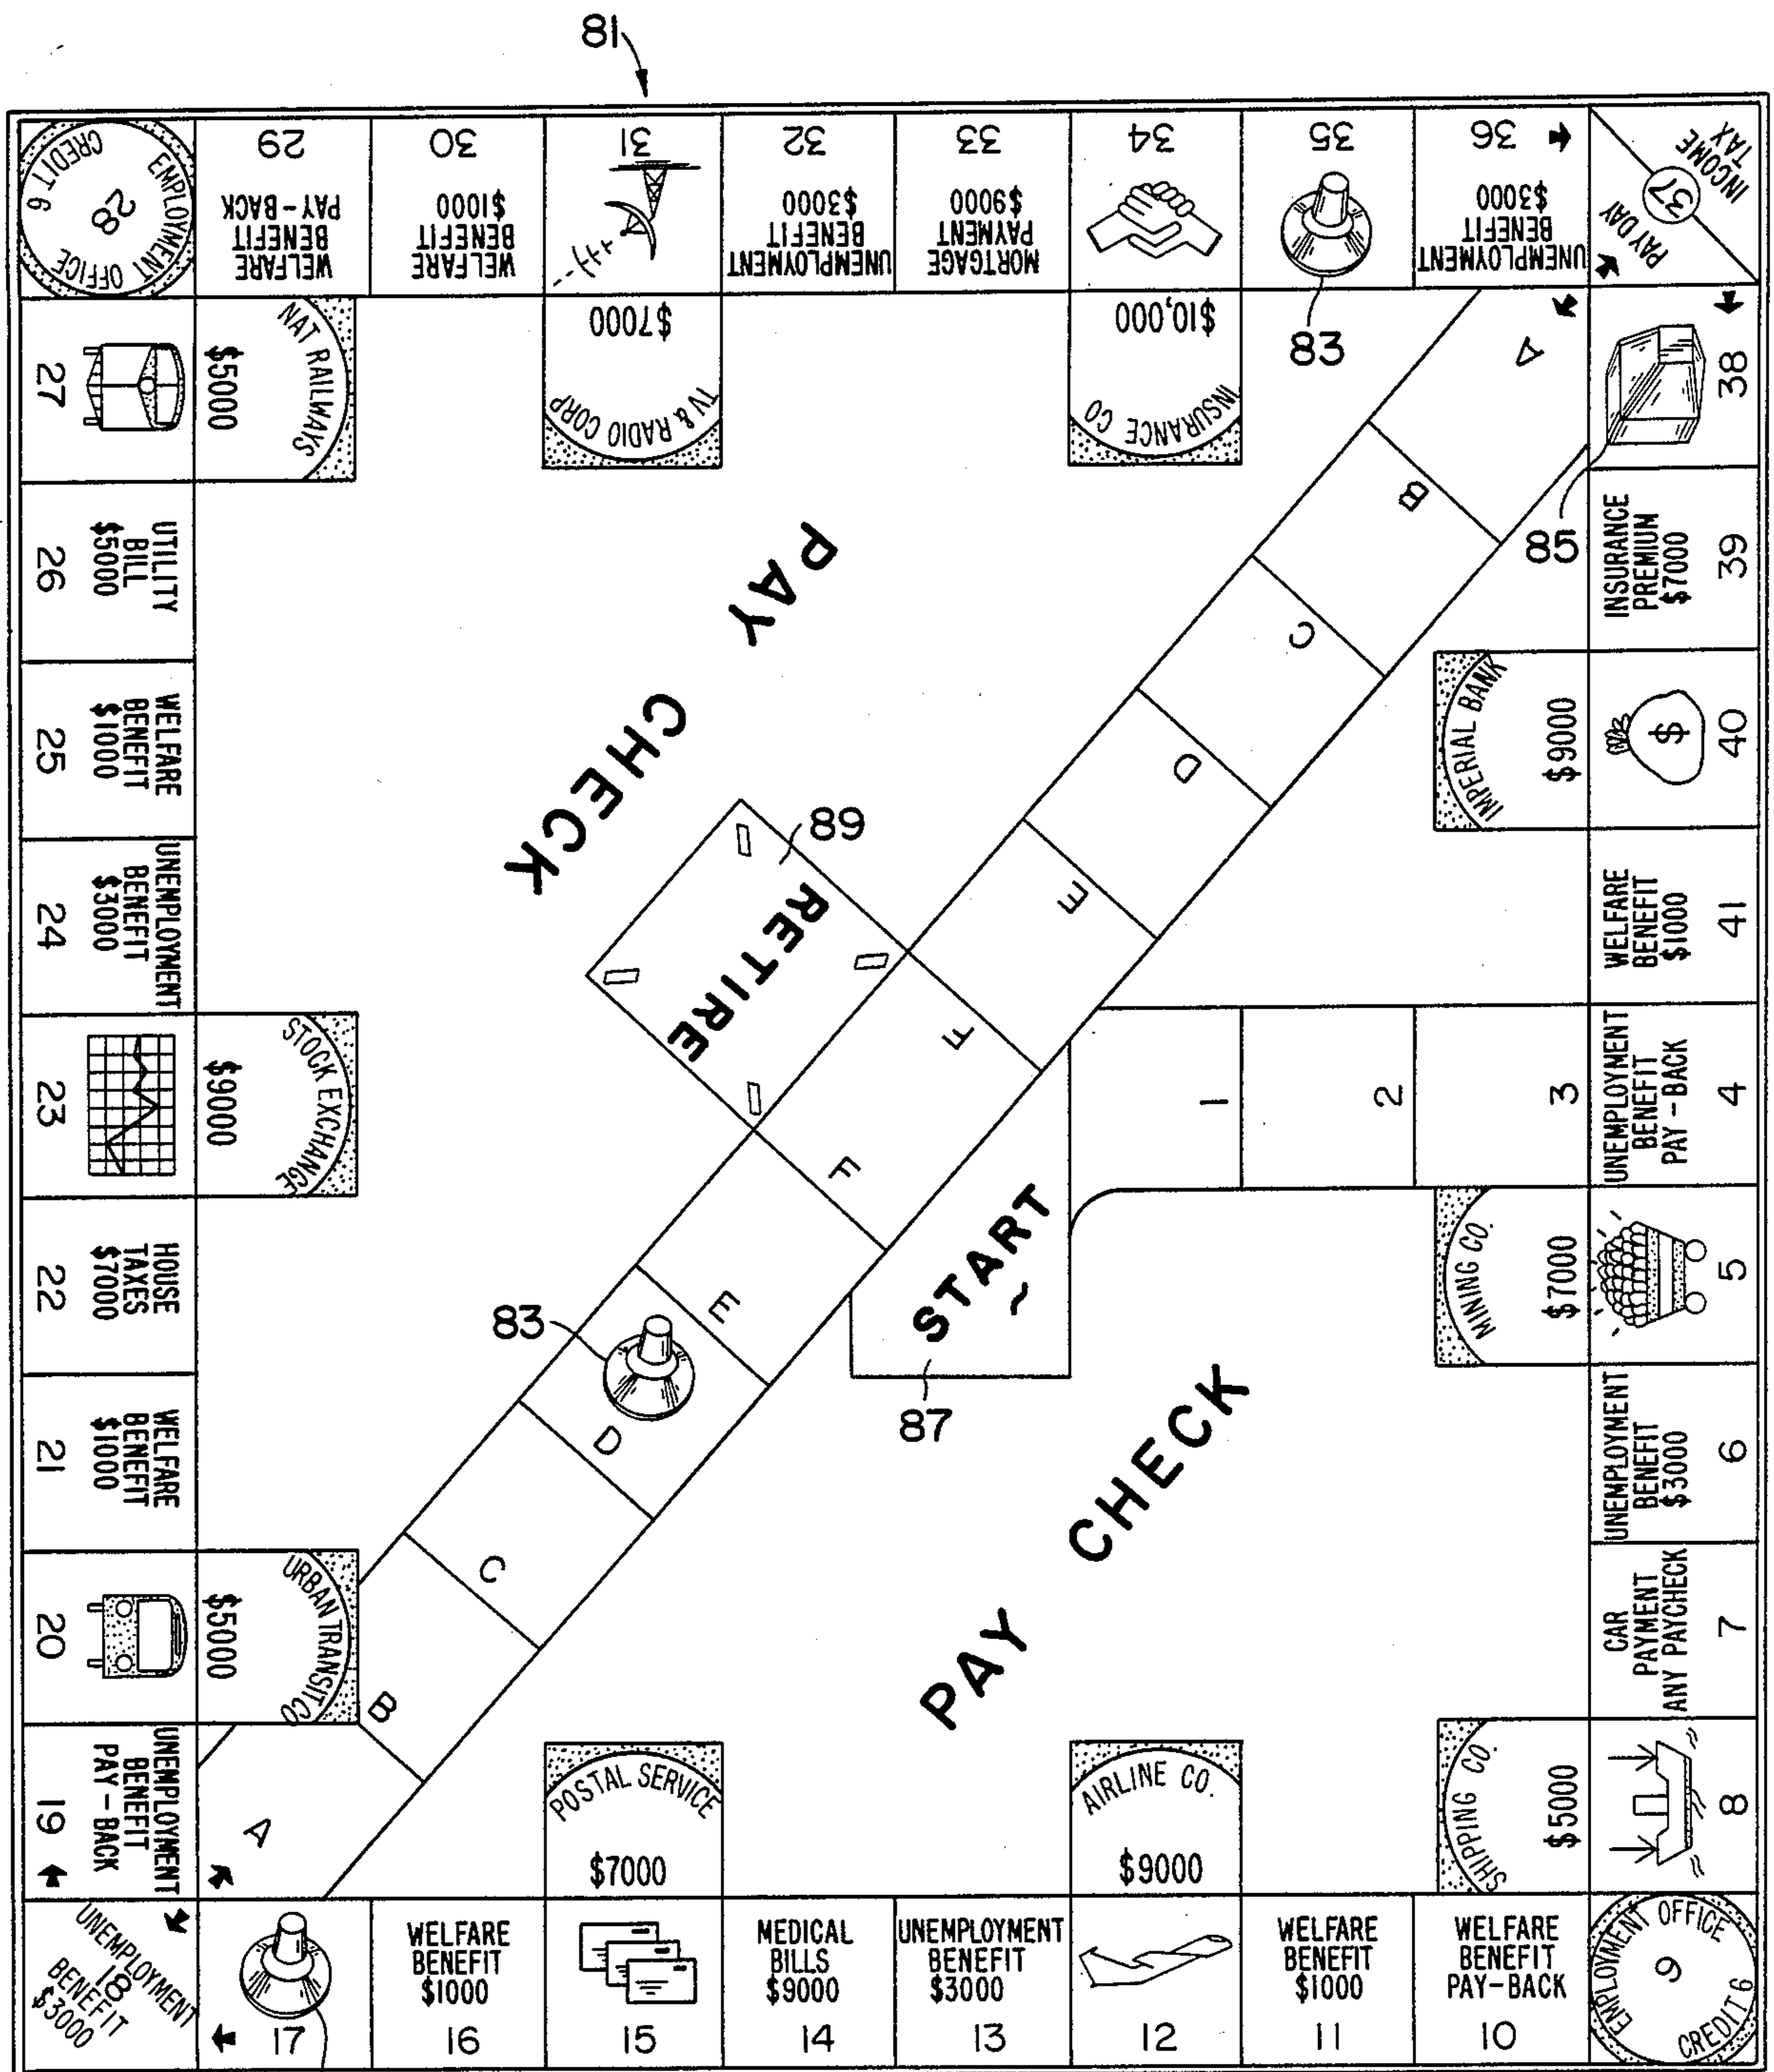 18
EMPLOYMENT OFFICE
28
CREDIT 6
29
WELFARE
BENEFIT
PAY-BACK
30
WELFARE
BENEFIT
$1000
31
32
UNEMPLOYMENT
BENEFIT
$3000
33
MORTGAGE
PAYMENT
$9000
34
35
83
36
UNEMPLOYMENT
BENEFIT
$3000
PAY DAY
37
INCOME
TAX
TV & RADIO CORP
$7000
INSURANCE CO
$10,000
27
NAT RAILWAYS
$5000
UTILITY
BILL
$5000
26
WELFARE
BENEFIT
$1000
25
UNEMPLOYMENT
BENEFIT
$3000
24
STOCK EXCHANGE
$9000
23
HOUSE
TAXES
$7000
22
WELFARE
BENEFIT
$1000
21
URBAN TRANSIT CO
$5000
20
UNEMPLOYMENT
BENEFIT
PAY-BACK
19
PAY CHECK
89
RETIRE
A
B
C
D
E
F
F
E
D
C
B
A
83
START
87
1
2
3
PAY CHECK
85
38
INSURANCE
PREMIUM
$7000
39
IMPERIAL BANK
$9000
$
40
WELFARE
BENEFIT
$1000
41
UNEMPLOYMENT
BENEFIT
PAY-BACK
4
MINING CO.
$7000
5
UNEMPLOYMENT
BENEFIT
$3000
6
CAR
PAYMENT
ANY PAYCHECK
7
SHIPPING CO.
$5000
8
POSTAL SERVICE
$7000
AIRLINE CO.
$9000
UNEMPLOYMENT
18
BENEFIT
$3000
17
WELFARE
BENEFIT
$1000
16
15
MEDICAL
BILLS
$9000
14
UNEMPLOYMENT
BENEFIT
$3000
13
12
WELFARE
BENEFIT
$1000
11
WELFARE
BENEFIT
PAY-BACK
10
EMPLOYMENT OFFICE
9
CREDIT 6